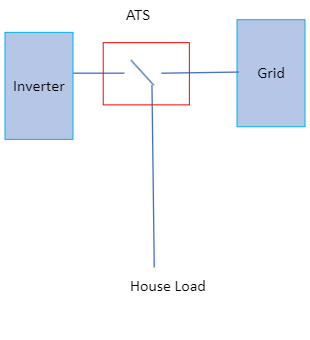 ATS
Inverter
Grid
House Load